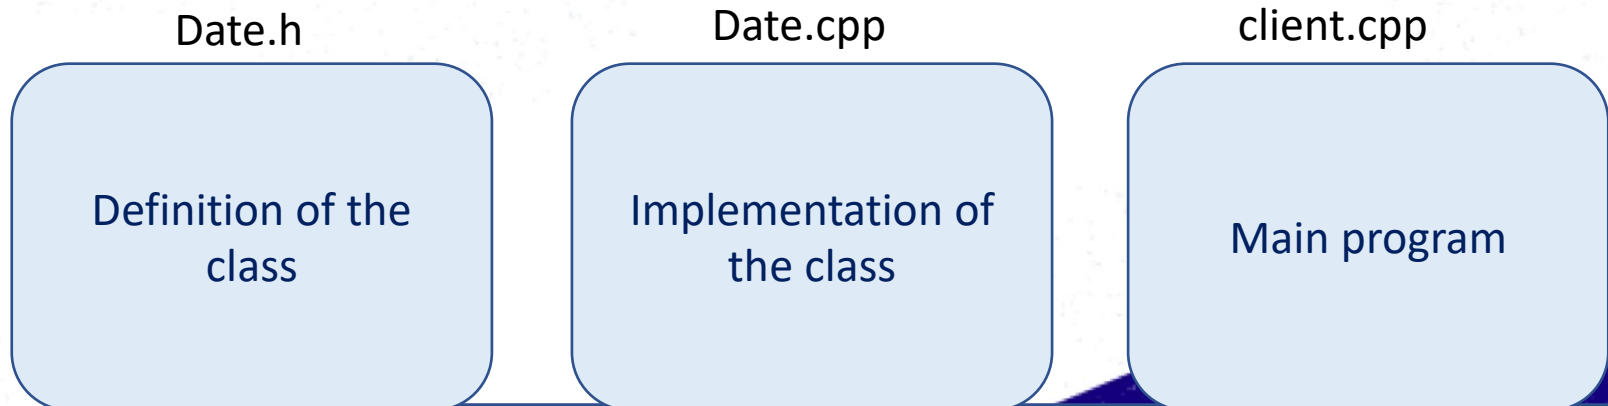 Date.h
Date.cpp
client.cpp
Definition of the
class
Implementation of
the class
Main program